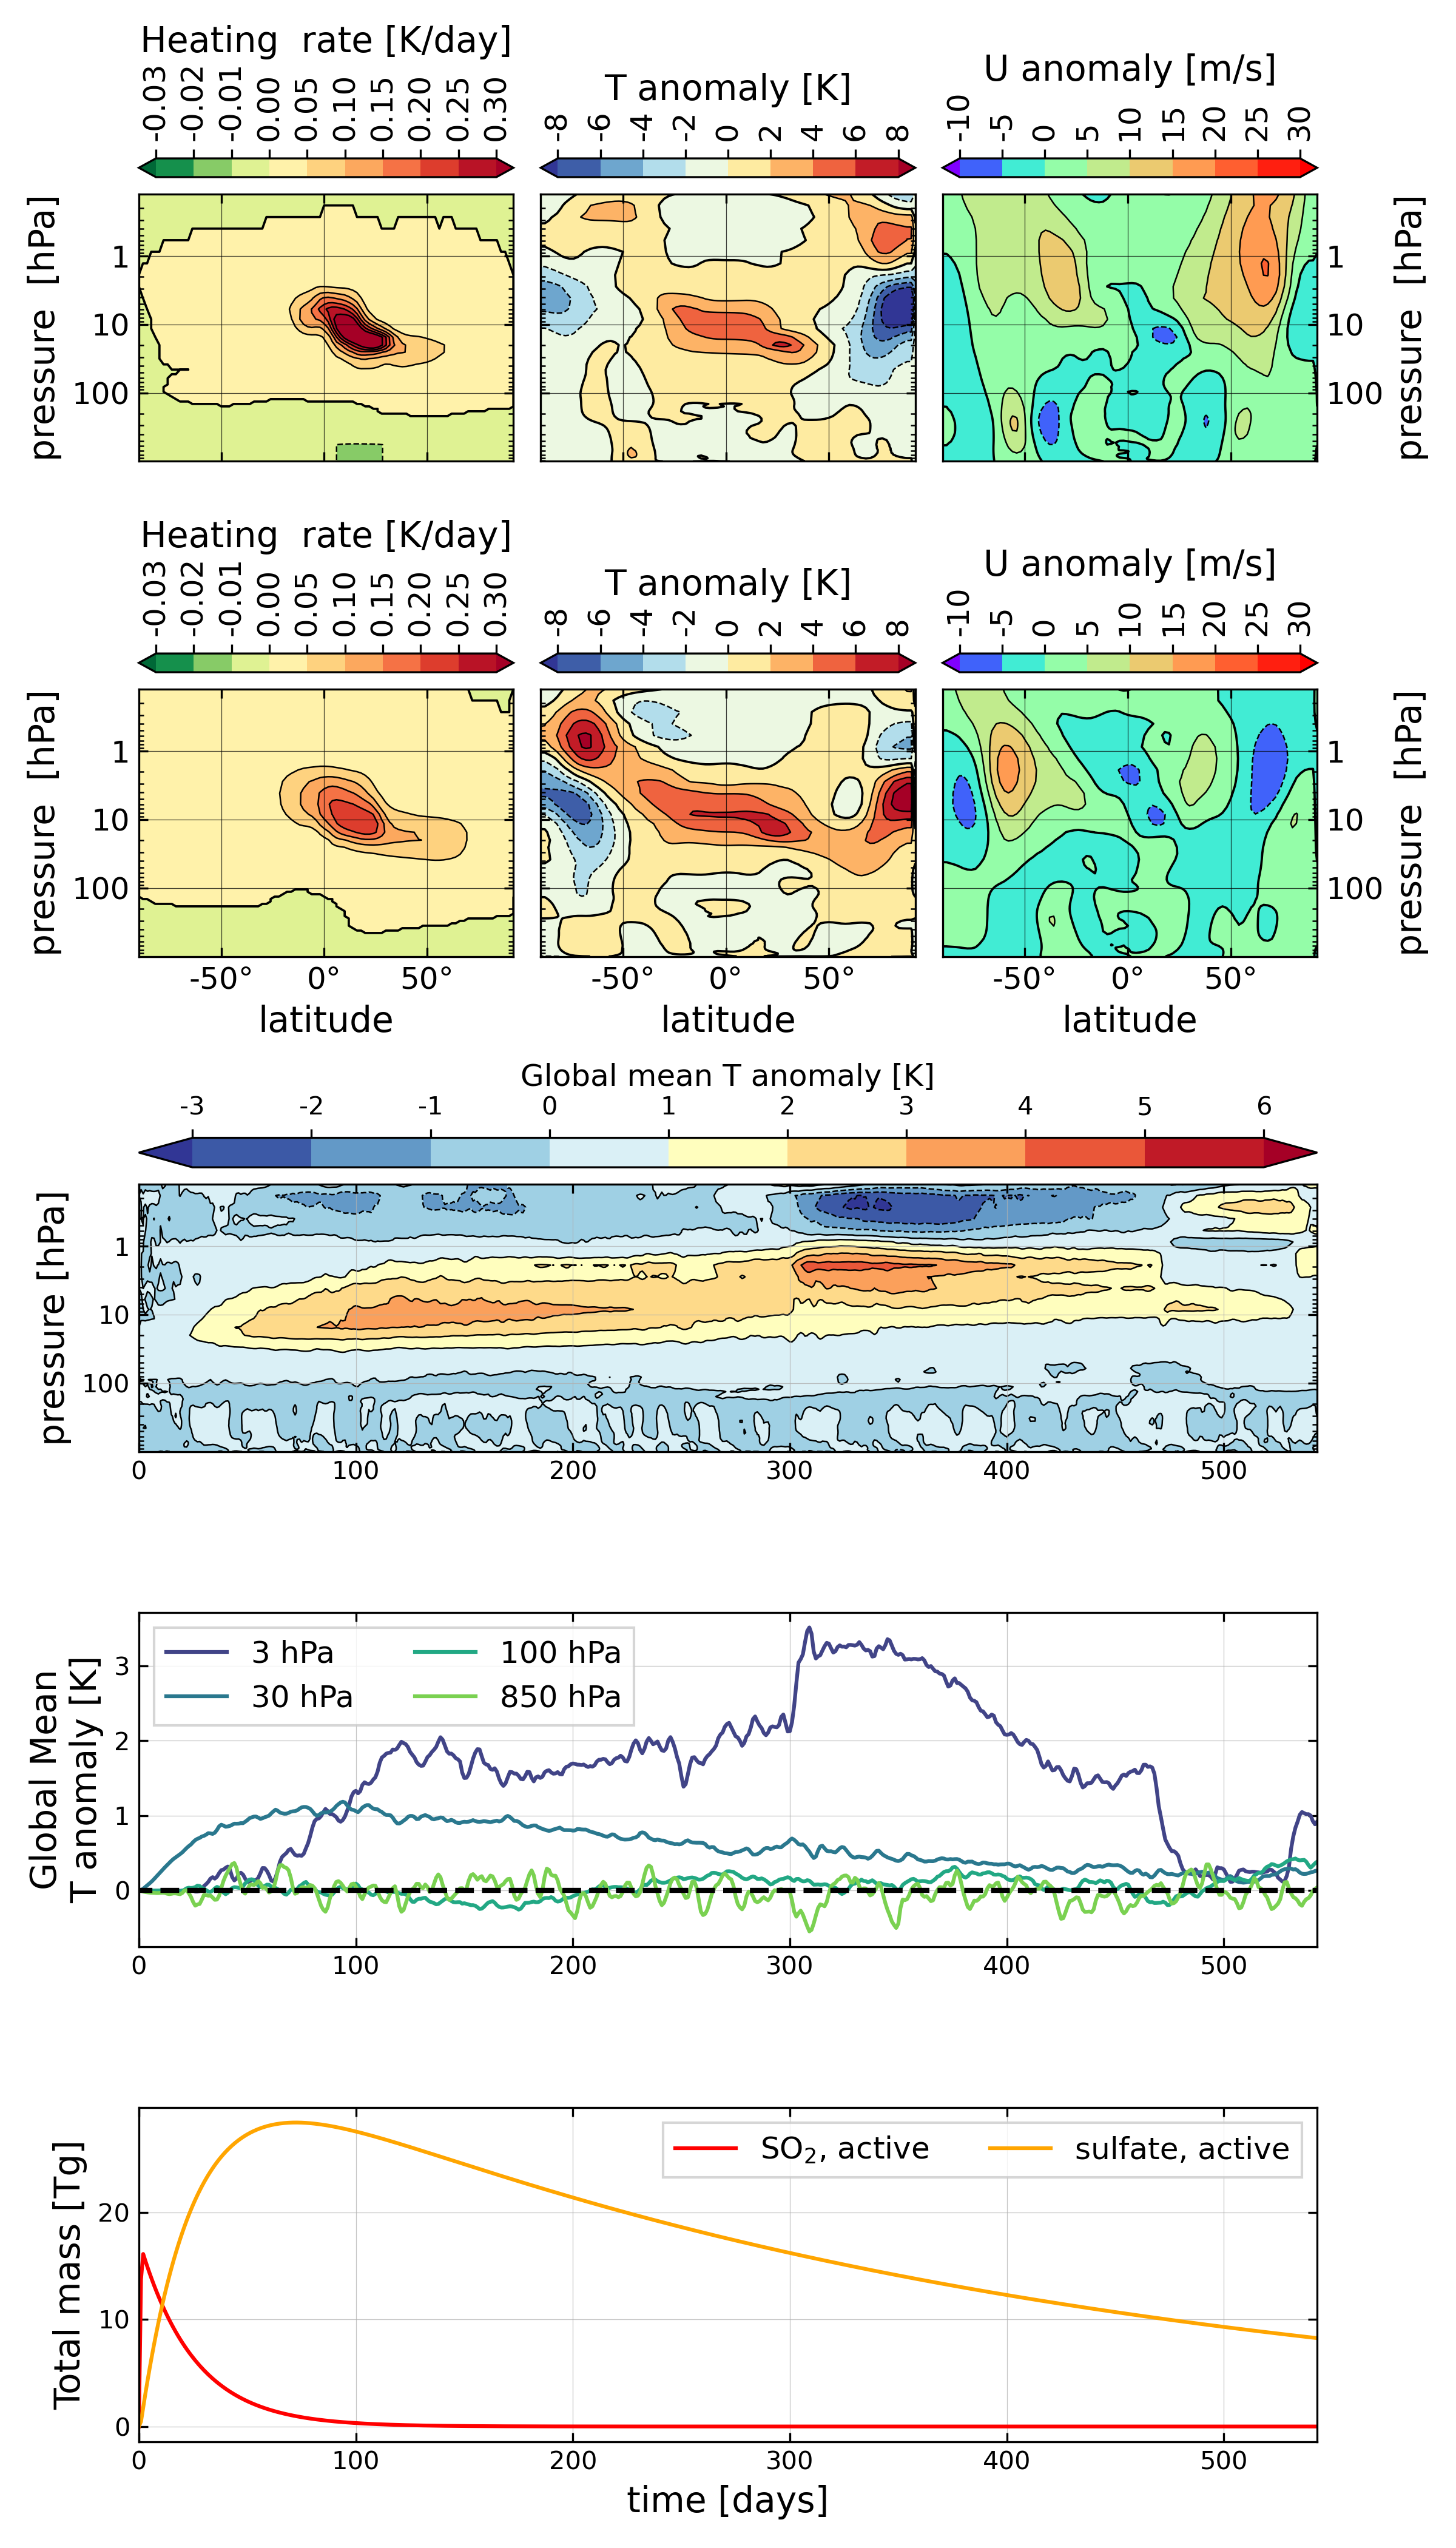 Heating  rate [K/day]
T anomaly [K]
U anomaly [m/s]
-0.03 -0.02 -0.01 0.00 0.05 0.10 0.15 0.20 0.25 0.30
-8 -6 -4 -2 0 2 4 6 8
-10 -5 0 5 10 15 20 25 30
pressure  [hPa]
1
10
100
1
10
100
pressure  [hPa]
Heating  rate [K/day]
T anomaly [K]
U anomaly [m/s]
-0.03 -0.02 -0.01 0.00 0.05 0.10 0.15 0.20 0.25 0.30
-8 -6 -4 -2 0 2 4 6 8
-10 -5 0 5 10 15 20 25 30
pressure  [hPa]
1
10
100
1
10
100
pressure  [hPa]
-50° 0° 50°
-50° 0° 50°
-50° 0° 50°
latitude
latitude
latitude
Global mean T anomaly [K]
-3 -2 -1 0 1 2 3 4 5 6
pressure [hPa]
1
10
100
0 100 200 300 400 500
Global Mean
T anomaly [K]
3
2
1
0
3 hPa
30 hPa
100 hPa
850 hPa
0 100 200 300 400 500
Total mass [Tg]
20
10
0
SO₂, active
sulfate, active
0 100 200 300 400 500
time [days]